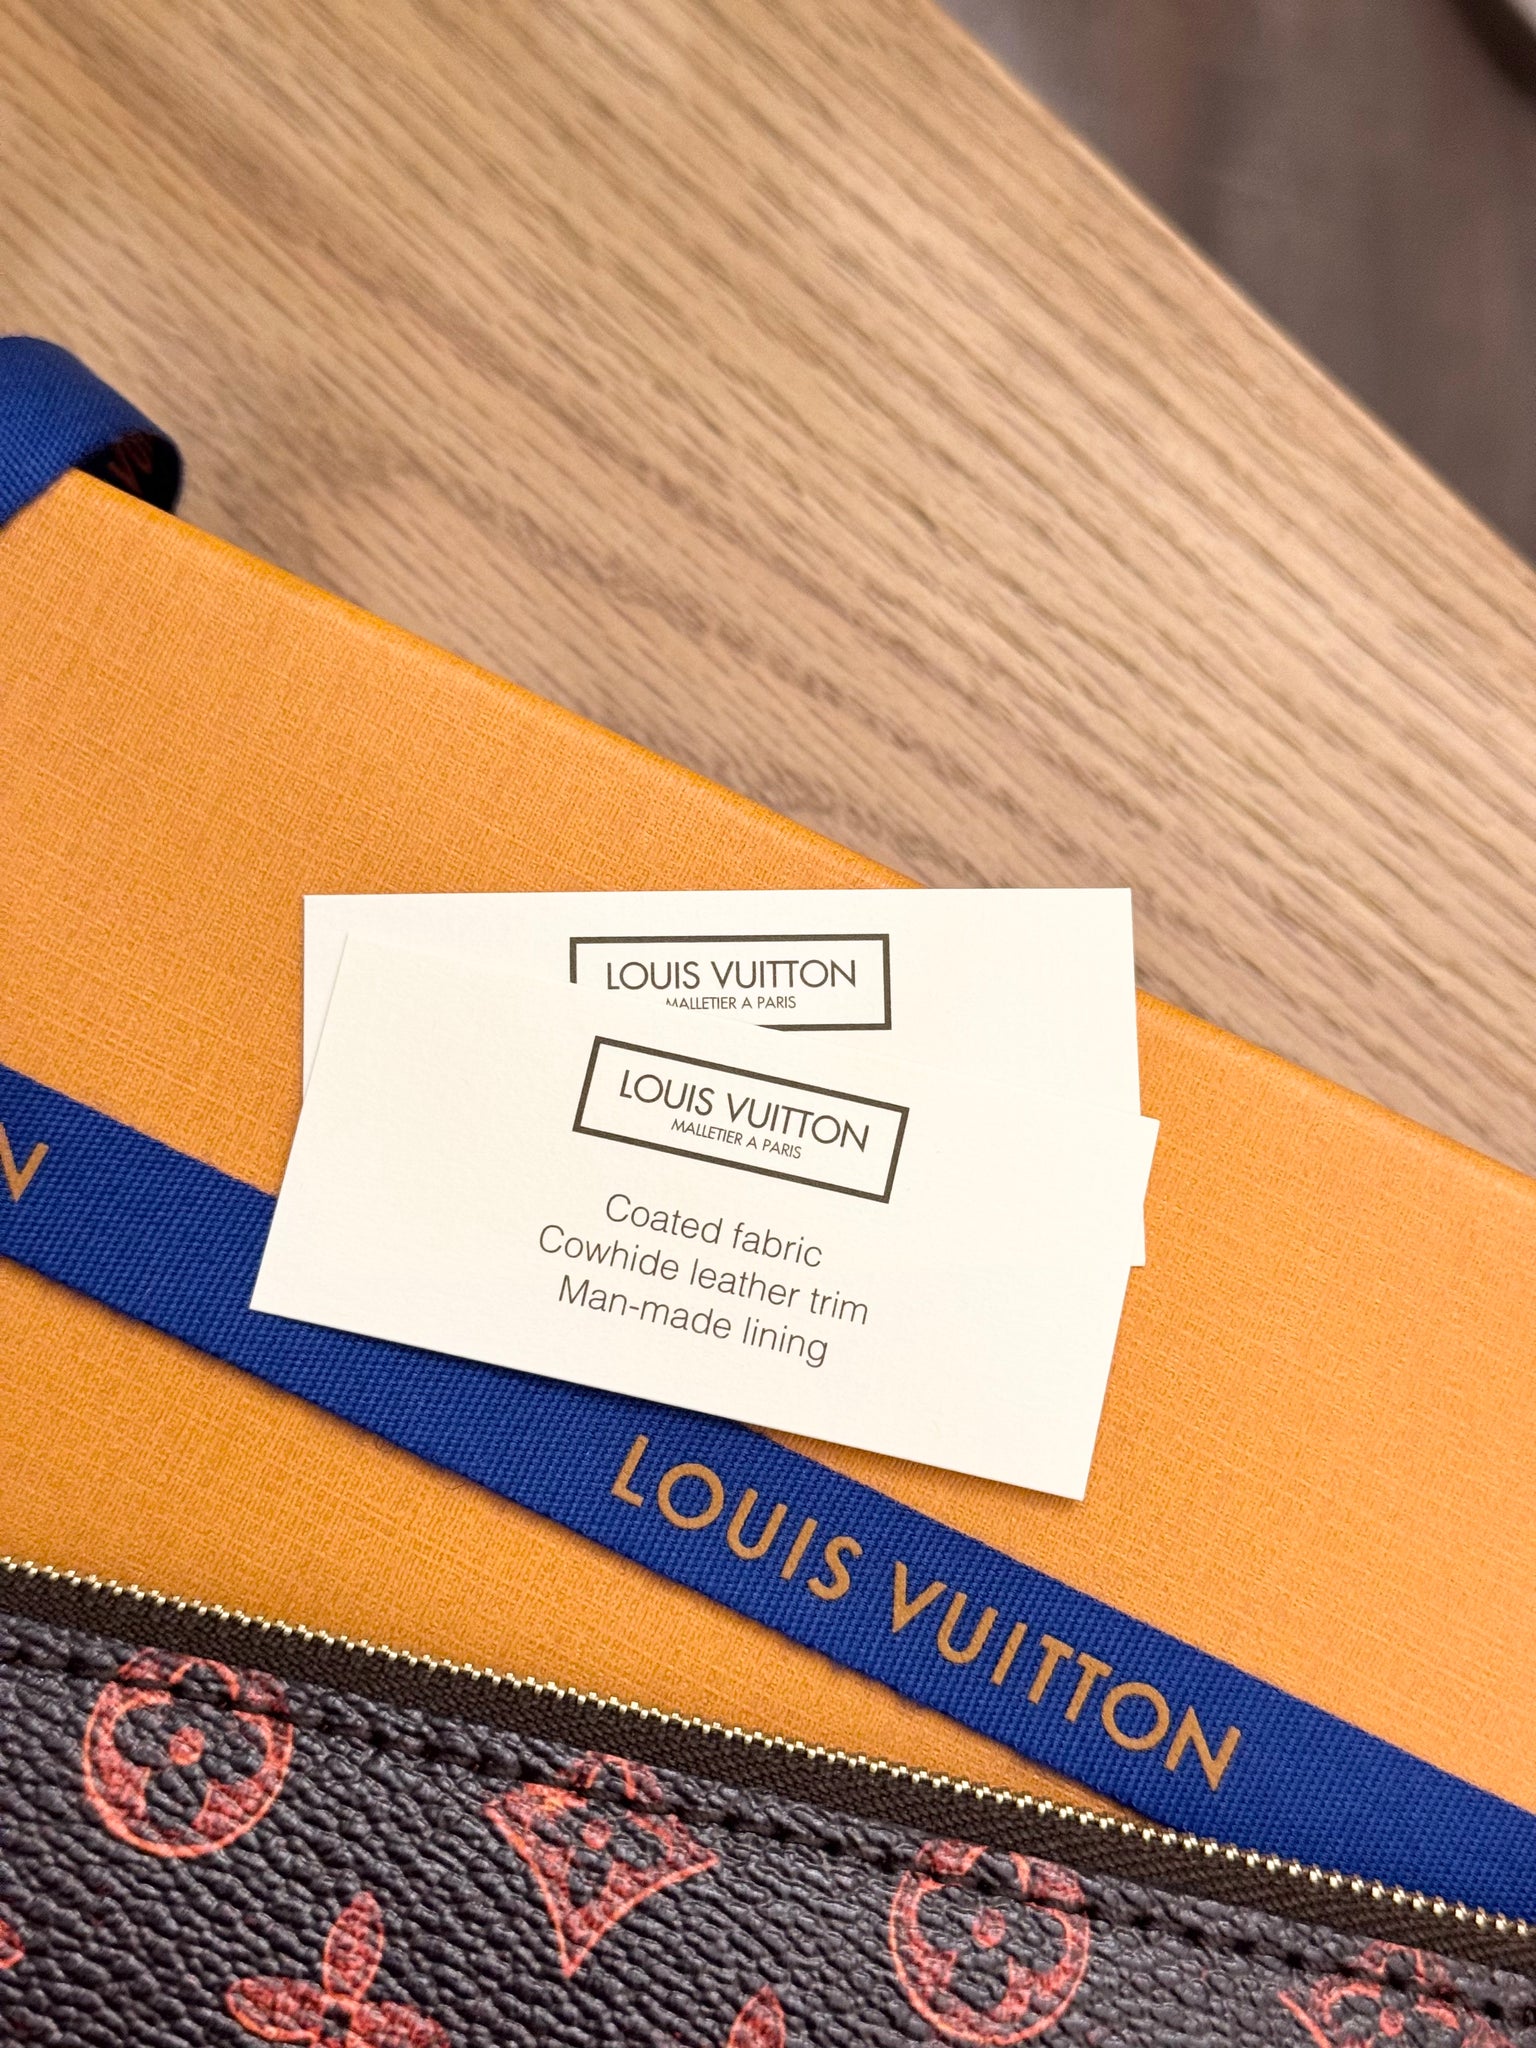 LOUIS VUITTON
MALLETIER A PARIS
LOUIS VUITTON
MALLETIER A PARIS
Coated fabric
Cowhide leather trim
Man-made lining
N
LOUIS VUITTON